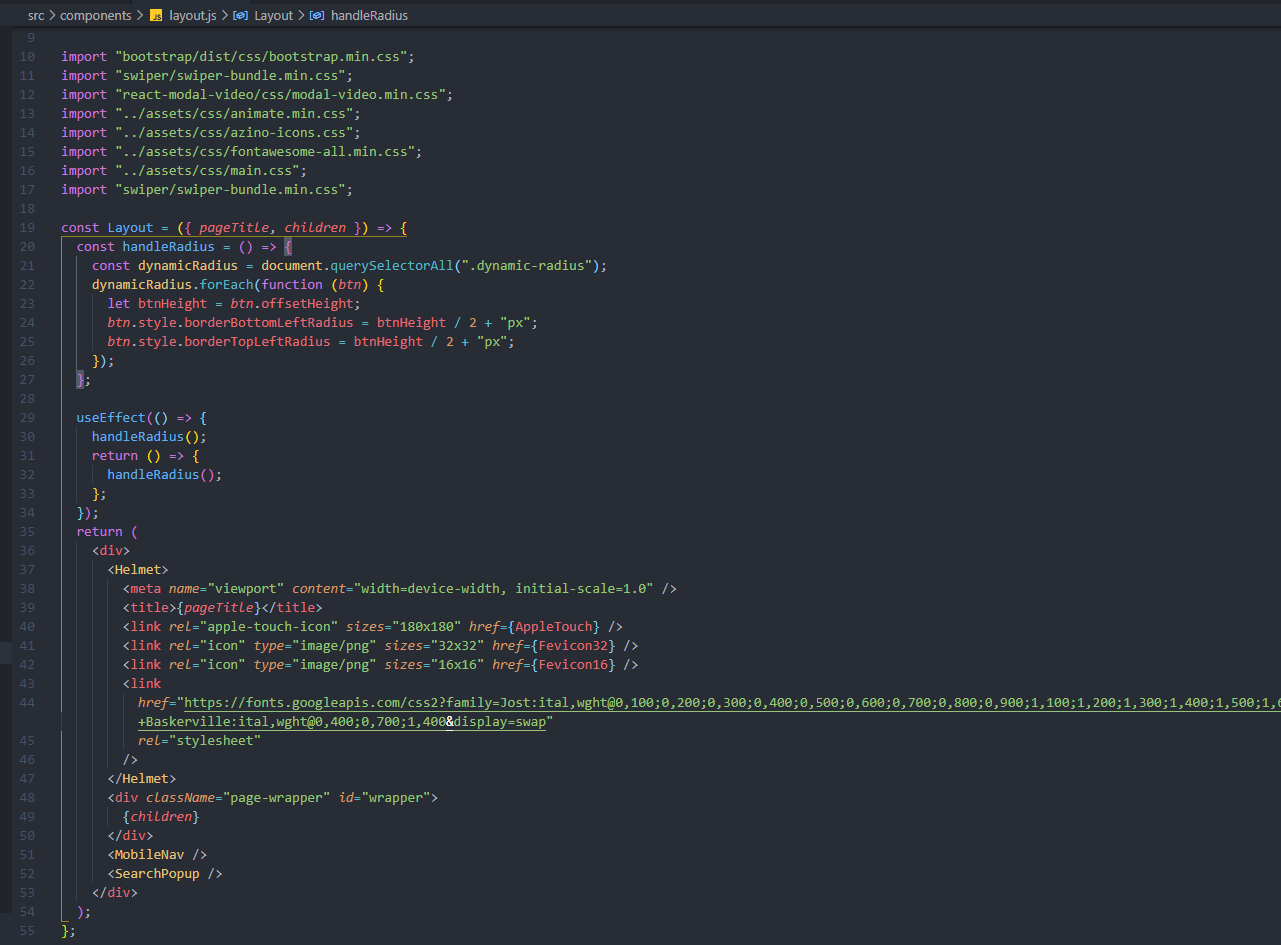 src > components > JS layout.js > Layout > handleRadius
9
10 import "bootstrap/dist/css/bootstrap.min.css";
11 import "swiper/swiper-bundle.min.css";
12 import "react-modal-video/css/modal-video.min.css";
13 import "../assets/css/animate.min.css";
14 import "../assets/css/azino-icons.css";
15 import "../assets/css/fontawesome-all.min.css";
16 import "../assets/css/main.css";
17 import "swiper/swiper-bundle.min.css";
18
19 const Layout = ({ pageTitle, children }) => {
20   const handleRadius = () => {
21     const dynamicRadius = document.querySelectorAll(".dynamic-radius");
22     dynamicRadius.forEach(function (btn) {
23       let btnHeight = btn.offsetHeight;
24       btn.style.borderBottomLeftRadius = btnHeight / 2 + "px";
25       btn.style.borderTopLeftRadius = btnHeight / 2 + "px";
26     });
27   };
28
29   useEffect(() => {
30     handleRadius();
31     return () => {
32       handleRadius();
33     };
34   });
35   return (
36     <div>
37       <Helmet>
38         <meta name="viewport" content="width=device-width, initial-scale=1.0" />
39         <title>{pageTitle}</title>
40         <link rel="apple-touch-icon" sizes="180x180" href={AppleTouch} />
41         <link rel="icon" type="image/png" sizes="32x32" href={Fevicon32} />
42         <link rel="icon" type="image/png" sizes="16x16" href={Fevicon16} />
43         <link
44           href="https://fonts.googleapis.com/css2?family=Jost:ital,wght@0,100;0,200;0,300;0,400;0,500;0,600;0,700;0,800;0,900;1,100;1,200;1,300;1,400;1,500;1,
+Baskerville:ital,wght@0,400;0,700;1,400&display=swap"
45           rel="stylesheet"
46         />
47       </Helmet>
48       <div className="page-wrapper" id="wrapper">
49         {children}
50       </div>
51       <MobileNav />
52       <SearchPopup />
53     </div>
54   );
55 };